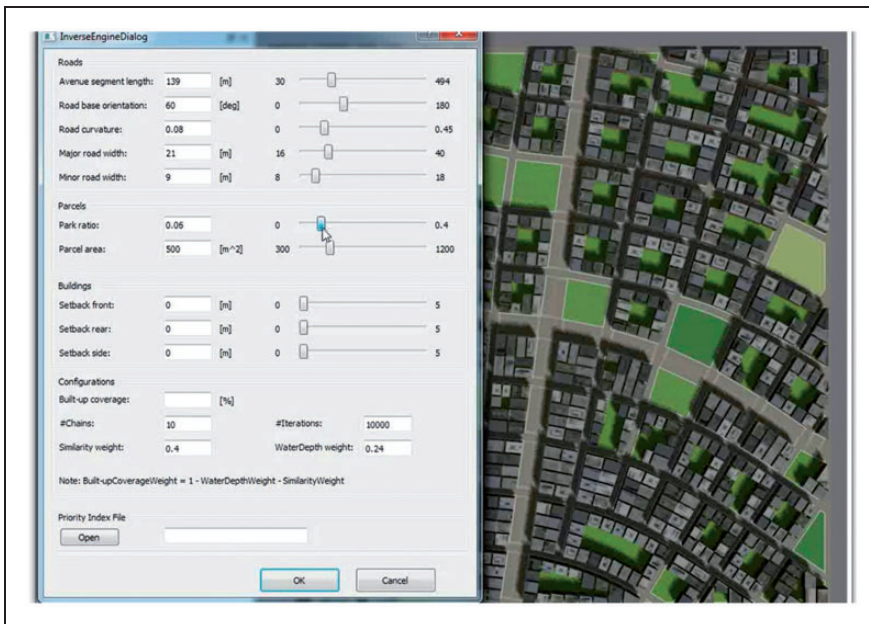 InverseEngineDialog
Roads
Avenue segment length: 139 [m] 30 494
Road base orientation: 60 [deg] 0 180
Road curvature: 0.08 0 0.45
Major road width: 21 [m] 16 40
Minor road width: 9 [m] 8 18
Parcels
Park ratio: 0.06 0 0.4
Parcel area: 500 [m^2] 300 1200
Buildings
Setback front: 0 [m] 0 5
Setback rear: 0 [m] 0 5
Setback side: 0 [m] 0 5
Configurations
Built-up coverage: [%]
#Chains: 10 #Iterations: 10000
Similarity weight: 0.4 WaterDepth weight: 0.24
Note: Built-upCoverageWeight = 1 - WaterDepthWeight - SimilarityWeight
Priority Index File
Open
OK Cancel